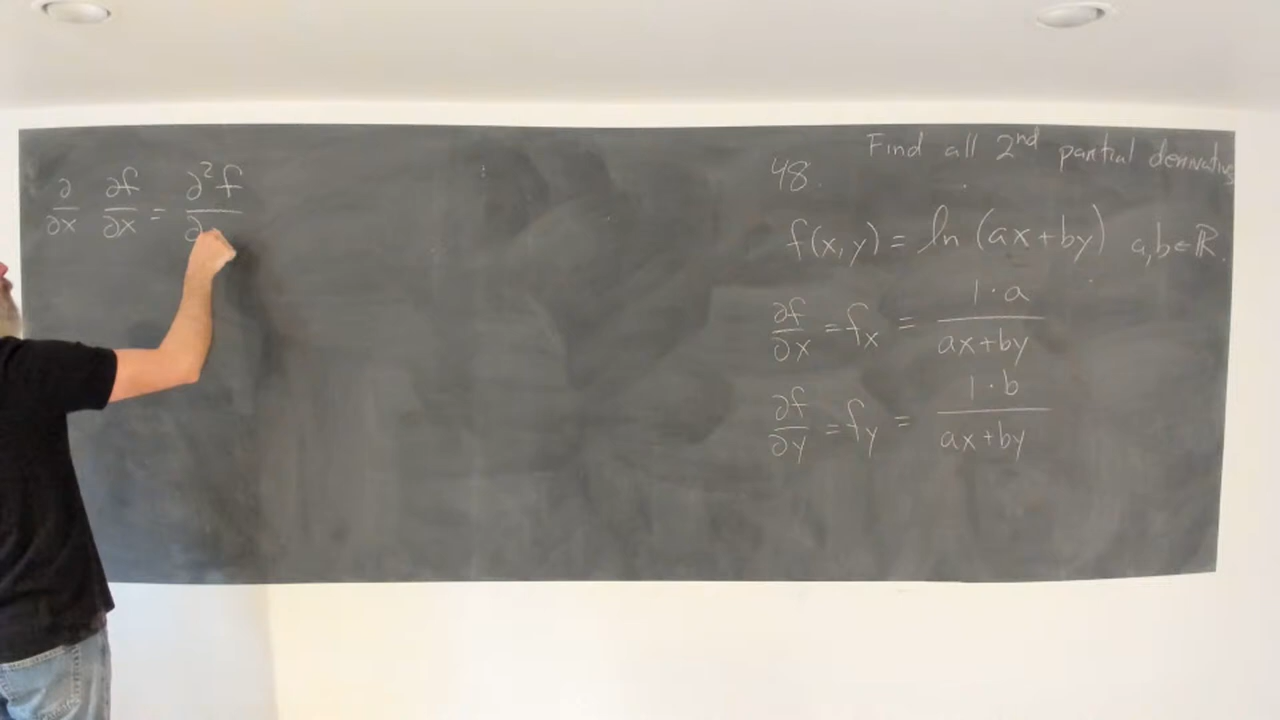 ∂/∂x ∂f/∂x = ∂²f/∂
48. Find all 2nd partial derivatives
f(x,y) = ln (ax+by) a,b ∈ ℝ.
∂f/∂x = fx = 1·a/ax+by
∂f/∂y = fy = 1·b/ax+by